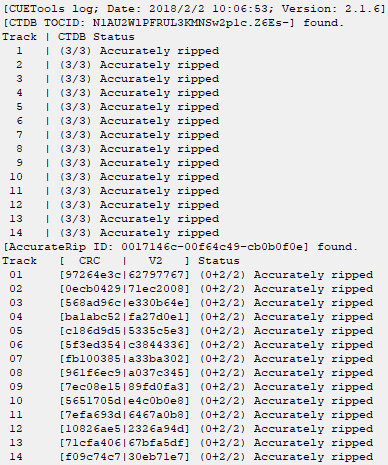 [CUETools log; Date: 2018/2/2 10:06:53; Version: 2.1.6]
[CTDB TOCID: N1AU2W1PFRUL3KMNSw2p1c.Z6Es-] found.
Track | CTDB Status
1 | (3/3) Accurately ripped
2 | (3/3) Accurately ripped
3 | (3/3) Accurately ripped
4 | (3/3) Accurately ripped
5 | (3/3) Accurately ripped
6 | (3/3) Accurately ripped
7 | (3/3) Accurately ripped
8 | (3/3) Accurately ripped
9 | (3/3) Accurately ripped
10 | (3/3) Accurately ripped
11 | (3/3) Accurately ripped
12 | (3/3) Accurately ripped
13 | (3/3) Accurately ripped
14 | (3/3) Accurately ripped
[AccurateRip ID: 0017146c-00f64c49-cb0b0f0e] found.
Track [ CRC | V2 ] Status
01 [97264e3c|62797767] (0+2/2) Accurately ripped
02 [0ecb0429|71ec2008] (0+2/2) Accurately ripped
03 [568ad96c|e330b64e] (0+2/2) Accurately ripped
04 [ba1abc52|fa27d0e1] (0+2/2) Accurately ripped
05 [c186d9d5|5335c5e3] (0+2/2) Accurately ripped
06 [5f3ed354|c3844336] (0+2/2) Accurately ripped
07 [fb100385|a33ba302] (0+2/2) Accurately ripped
08 [961f6ec9|a037c345] (0+2/2) Accurately ripped
09 [7ec08e15|89fd0fa3] (0+2/2) Accurately ripped
10 [5651705d|e4c0b0e8] (0+2/2) Accurately ripped
11 [7efa693d|6467a0b8] (0+2/2) Accurately ripped
12 [10826ae5|2326a94d] (0+2/2) Accurately ripped
13 [71cfa406|67bfa5df] (0+2/2) Accurately ripped
14 [f09c74c7|30eb71e7] (0+2/2) Accurately ripped